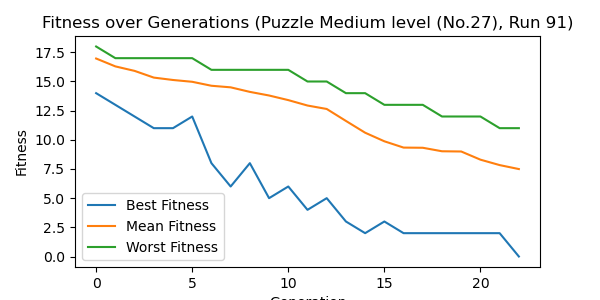 Fitness over Generations (Puzzle Medium level (No.27), Run 91)
Fitness
17.5
15.0
12.5
10.0
7.5
5.0
2.5
0.0
Best Fitness
Mean Fitness
Worst Fitness
0 5 10 15 20
Generation